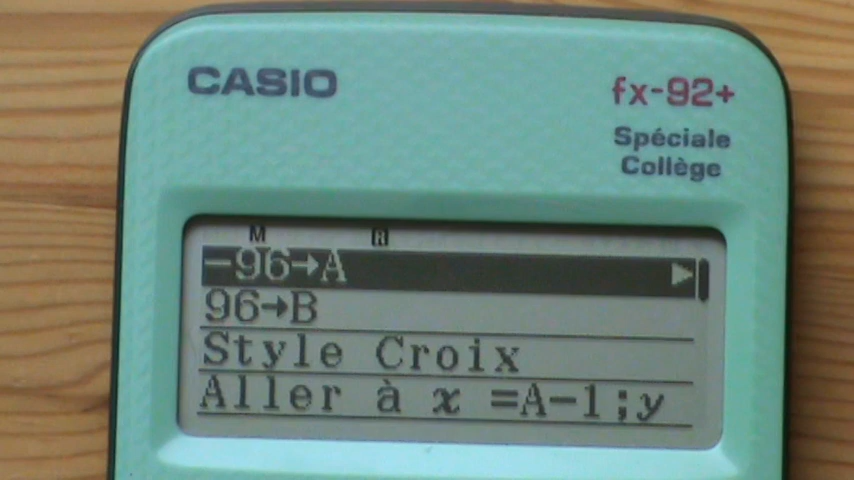 CASIO
fx-92+
Spéciale
Collège
M R
−96→A
96→B
Style Croix
Aller à x =A−1;y